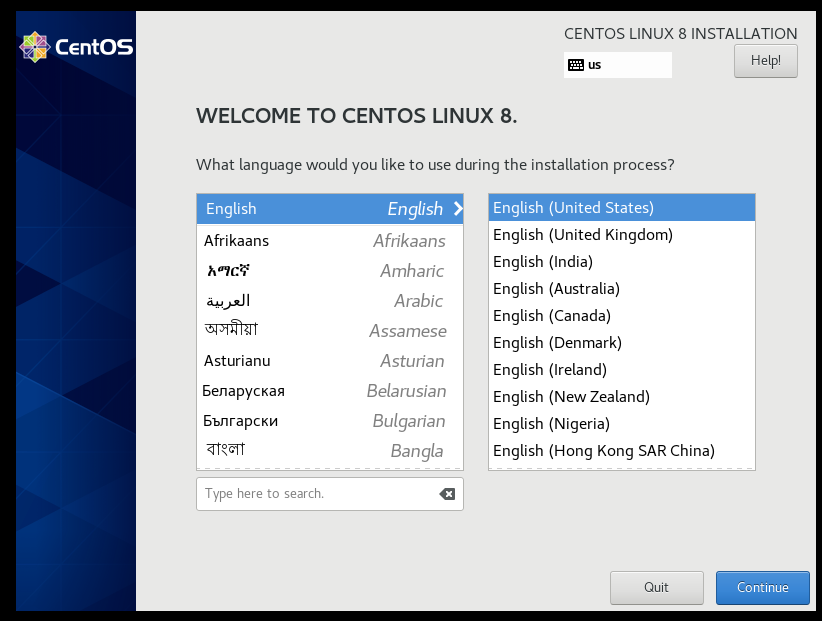 CentOS
CENTOS LINUX 8 INSTALLATION
us
Help!
WELCOME TO CENTOS LINUX 8.
What language would you like to use during the installation process?
English English
Afrikaans Afrikaans
አማርኛ Amharic
العربية Arabic
অসমীয়া Assamese
Asturianu Asturian
Беларуская Belarusian
Български Bulgarian
বাংলা Bangla
Type here to search.
English (United States)
English (United Kingdom)
English (India)
English (Australia)
English (Canada)
English (Denmark)
English (Ireland)
English (New Zealand)
English (Nigeria)
English (Hong Kong SAR China)
Quit
Continue